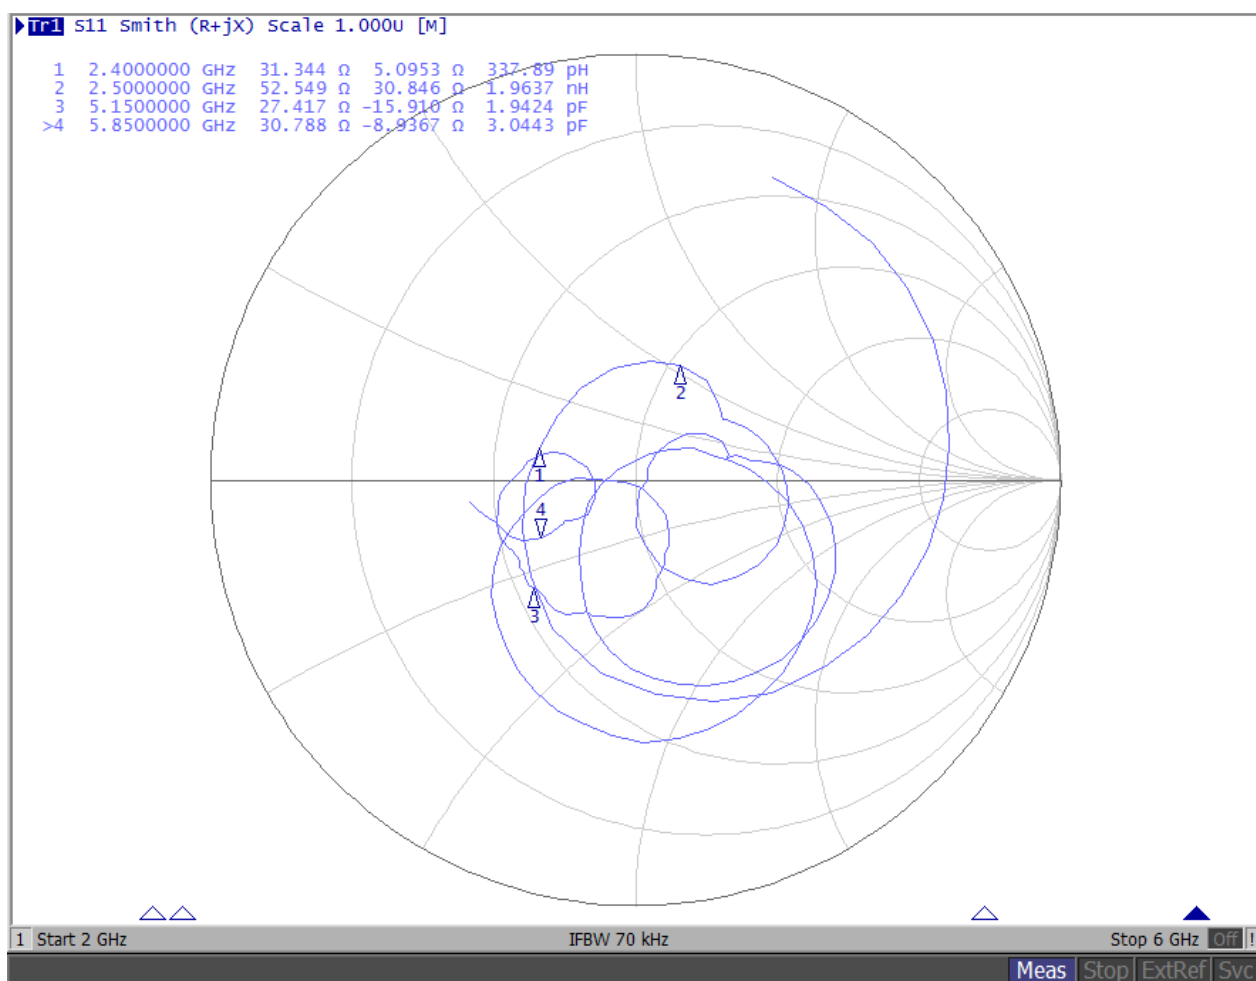 Tr1 S11 Smith (R+jX) Scale 1.000U [M]
1 2.4000000 GHz 31.344 Ω 5.0953 Ω 337.89 pH
2 2.5000000 GHz 52.549 Ω 30.846 Ω 1.9637 nH
3 5.1500000 GHz 27.417 Ω -15.910 Ω 1.9424 pF
>4 5.8500000 GHz 30.788 Ω -8.9367 Ω 3.0443 pF
2
1
4
3
1 Start 2 GHz IFBW 70 kHz Stop 6 GHz Off !
Meas Stop ExtRef Svc